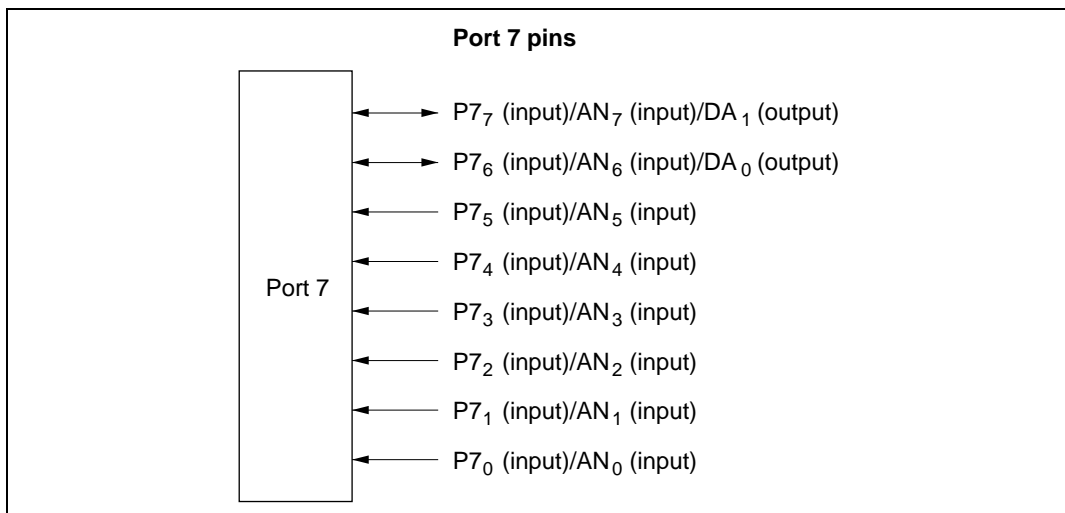 Port 7 pins
P7₇ (input)/AN₇ (input)/DA₁ (output)
P7₆ (input)/AN₆ (input)/DA₀ (output)
P7₅ (input)/AN₅ (input)
P7₄ (input)/AN₄ (input)
Port 7
P7₃ (input)/AN₃ (input)
P7₂ (input)/AN₂ (input)
P7₁ (input)/AN₁ (input)
P7₀ (input)/AN₀ (input)